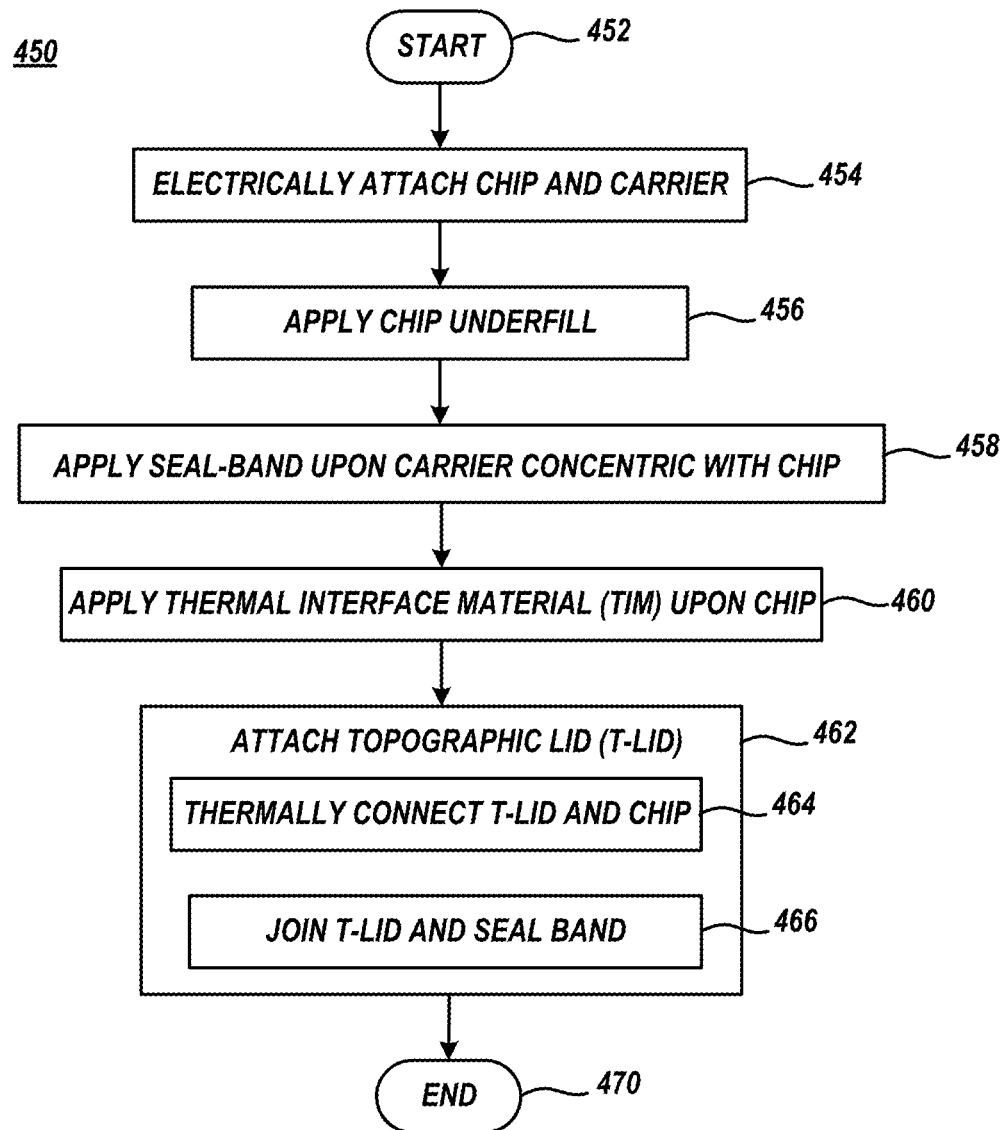 450
START
452
ELECTRICALLY ATTACH CHIP AND CARRIER
454
APPLY CHIP UNDERFILL
456
APPLY SEAL-BAND UPON CARRIER CONCENTRIC WITH CHIP
458
APPLY THERMAL INTERFACE MATERIAL (TIM) UPON CHIP
460
ATTACH TOPOGRAPHIC LID (T-LID)
462
THERMALLY CONNECT T-LID AND CHIP
464
JOIN T-LID AND SEAL BAND
466
END
470